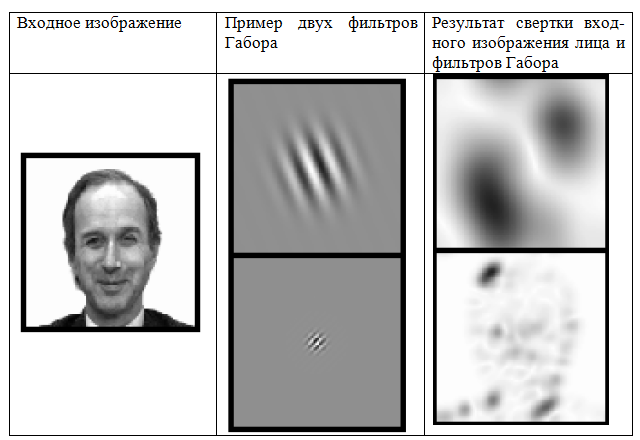 Входное изображение
Пример двух фильтров
Габора
Результат свертки вход-
ного изображения лица и
фильтров Габора